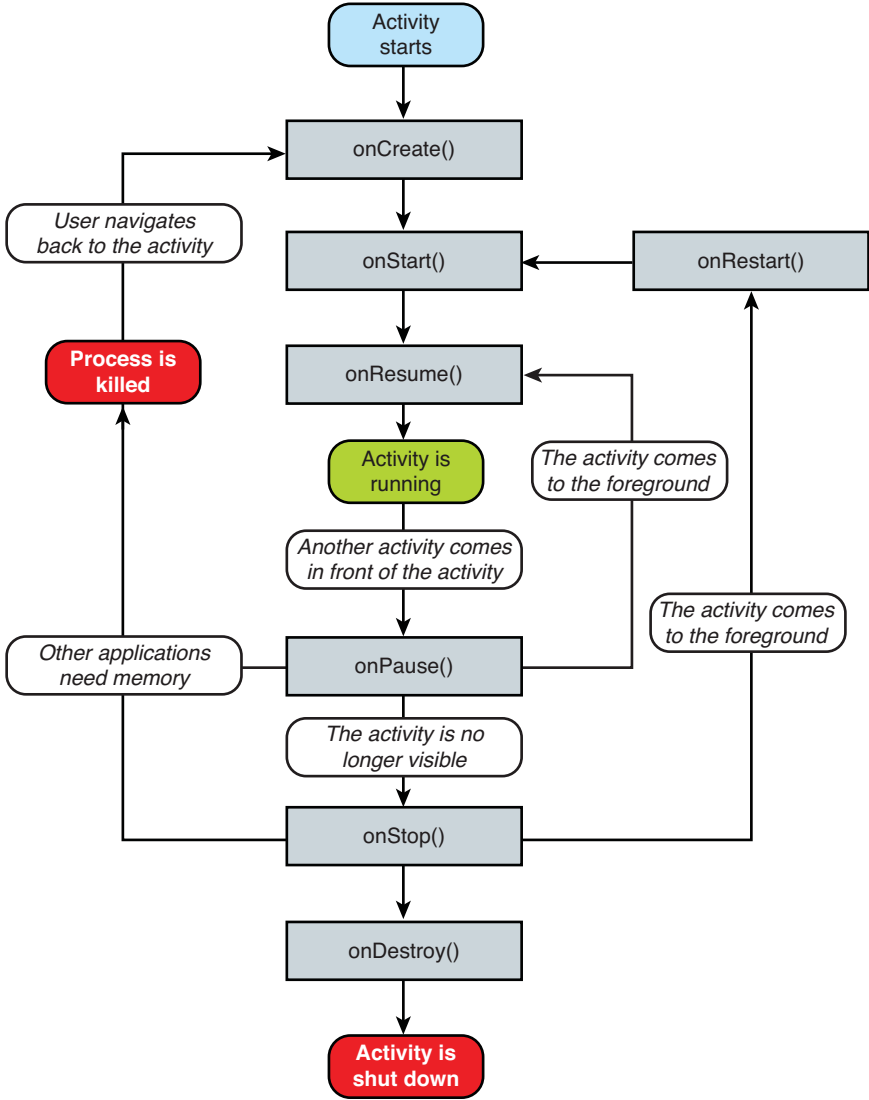 Activity
starts
onCreate()
User navigates
back to the activity
onStart()
onRestart()
Process is
killed
onResume()
Activity is
running
The activity comes
to the foreground
Another activity comes
in front of the activity
The activity comes
to the foreground
Other applications
need memory
onPause()
The activity is no
longer visible
onStop()
onDestroy()
Activity is
shut down